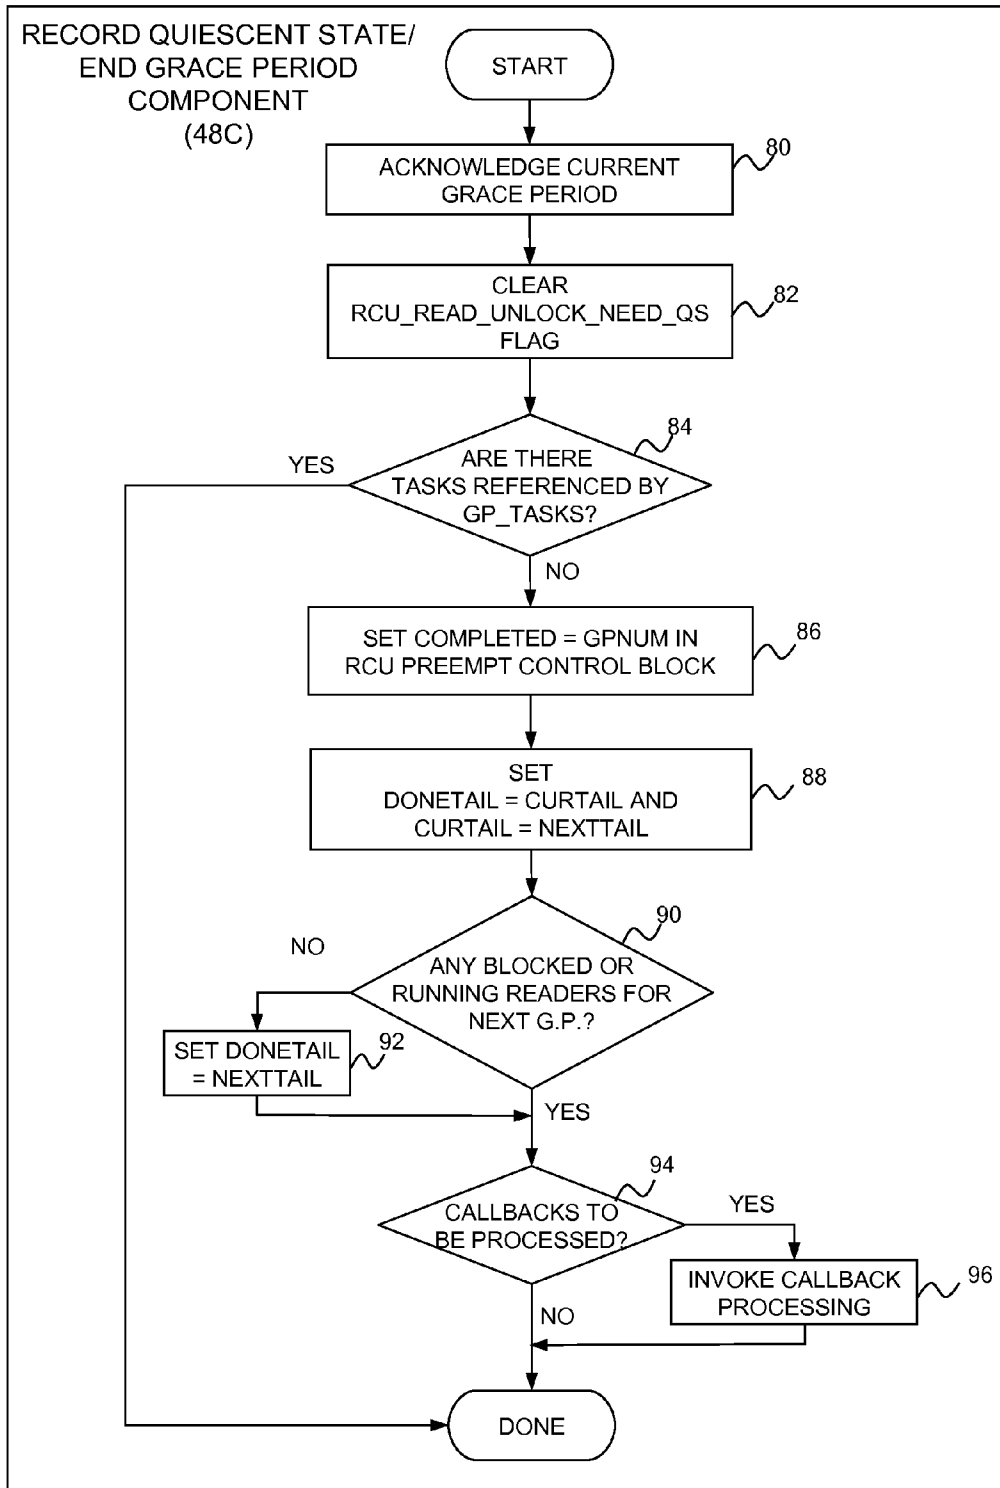 RECORD QUIESCENT STATE/
END GRACE PERIOD
COMPONENT
(48C)
START
80
ACKNOWLEDGE CURRENT
GRACE PERIOD
82
CLEAR
RCU_READ_UNLOCK_NEED_QS
FLAG
84
YES
ARE THERE
TASKS REFERENCED BY
GP_TASKS?
NO
86
SET COMPLETED = GPNUM IN
RCU PREEMPT CONTROL BLOCK
88
SET
DONETAIL = CURTAIL AND
CURTAIL = NEXTTAIL
90
NO
ANY BLOCKED OR
RUNNING READERS FOR
NEXT G.P.?
92
SET DONETAIL
= NEXTTAIL
YES
94
CALLBACKS TO
BE PROCESSED?
YES
96
INVOKE CALLBACK
PROCESSING
NO
DONE